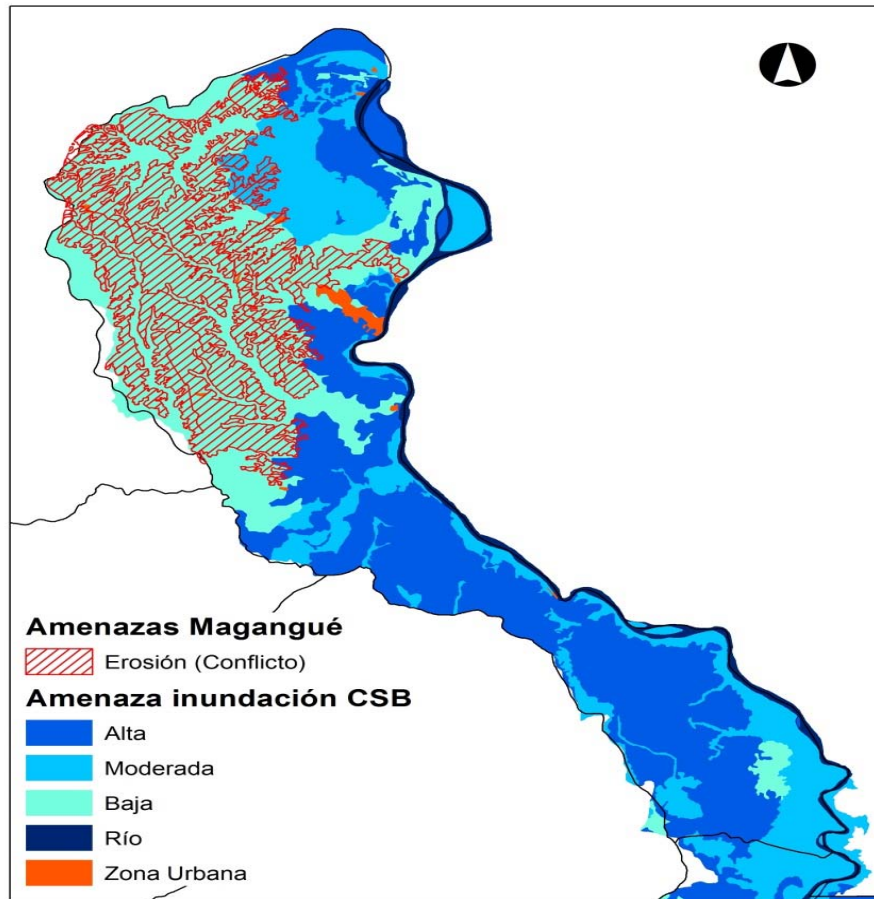 Amenazas Magangué
Erosión (Conflicto)
Amenaza inundación CSB
Alta
Moderada
Baja
Río
Zona Urbana